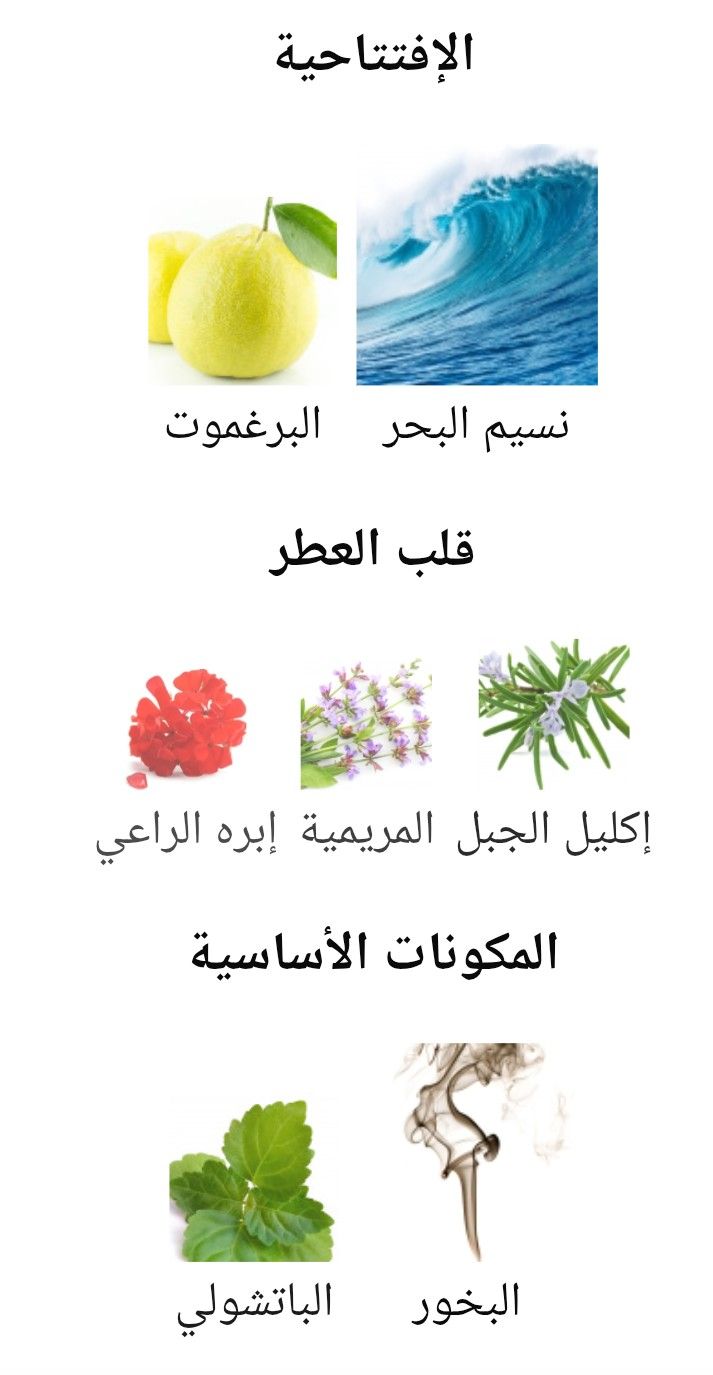 الإفتتاحية
نسيم البحر البرغموت
قلب العطر
إكليل الجبل المريمية إبره الراعي
المكونات الأساسية
البخور الباتشولي